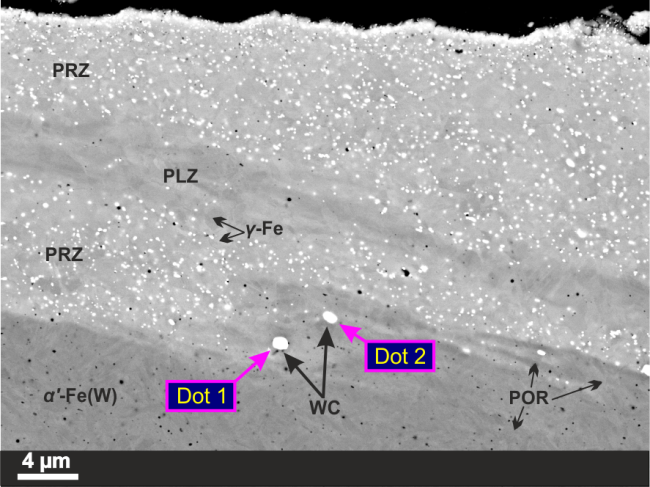 PRZ
PLZ
γ-Fe
PRZ
Dot 2
Dot 1
α'-Fe(W)
WC
POR
4 µm